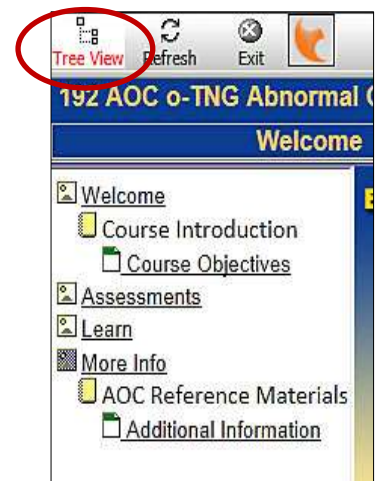 Tree View Refresh Exit
192 AOC o-TNG Abnormal
Welcome
Welcome
Course Introduction
Course Objectives
Assessments
Learn
More Info
AOC Reference Materials
Additional Information